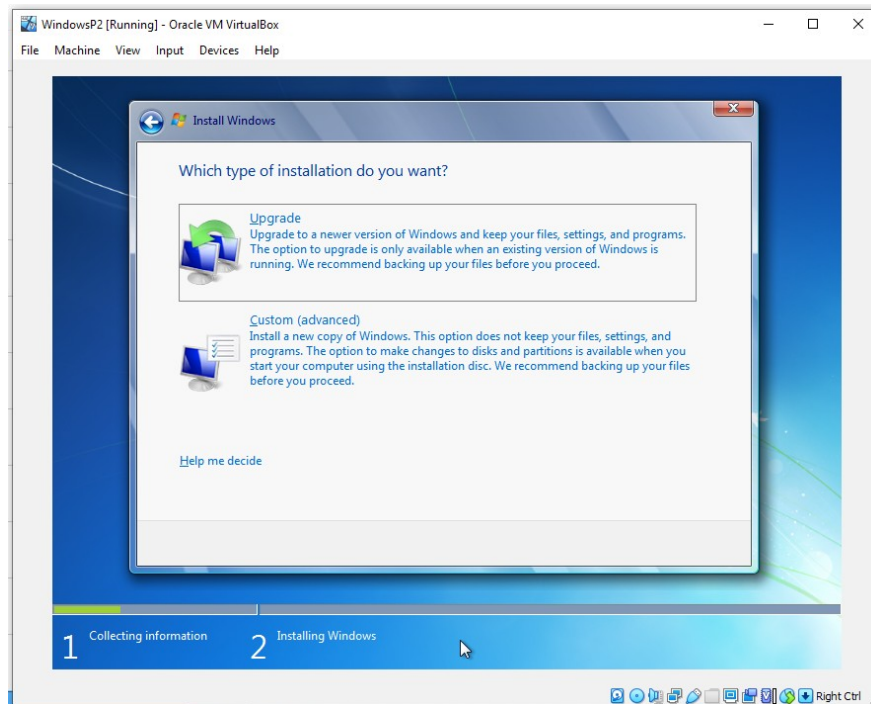 WindowsP2 [Running] - Oracle VM VirtualBox
File Machine View Input Devices Help
Install Windows
Which type of installation do you want?
Upgrade
Upgrade to a newer version of Windows and keep your files, settings, and programs.
The option to upgrade is only available when an existing version of Windows is
running. We recommend backing up your files before you proceed.
Custom (advanced)
Install a new copy of Windows. This option does not keep your files, settings, and
programs. The option to make changes to disks and partitions is available when you
start your computer using the installation disc. We recommend backing up your files
before you proceed.
Help me decide
1 Collecting information 2 Installing Windows
Right Ctrl